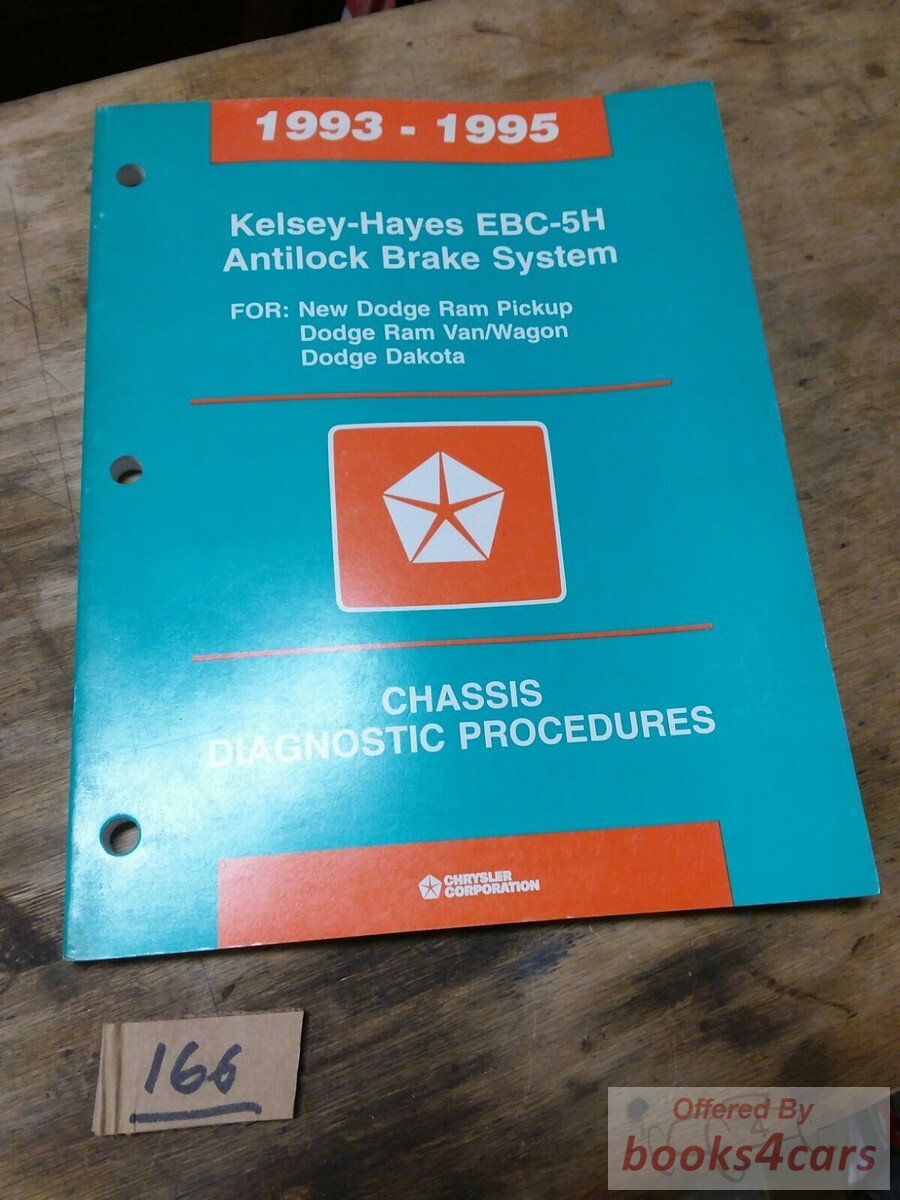 1993 - 1995
Kelsey-Hayes EBC-5H
Antilock Brake System
FOR: New Dodge Ram Pickup
Dodge Ram Van/Wagon
Dodge Dakota
CHASSIS
DIAGNOSTIC PROCEDURES
CHRYSLER
CORPORATION
166
Offered By
books4cars